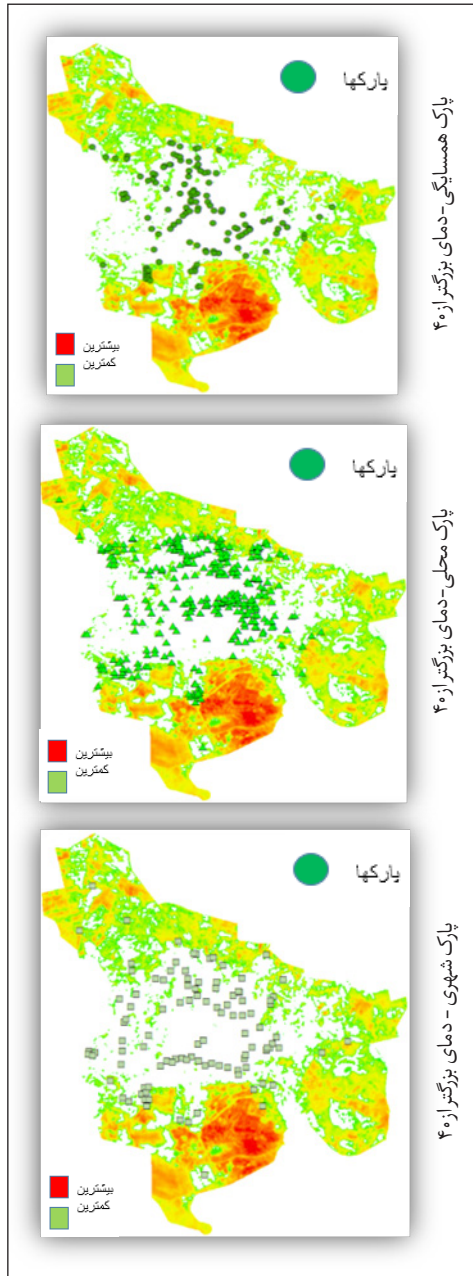 پارکها
پارک همسایگی-دمای بزرگتر از ۴۰
بیشترین
کمترین
پارکها
پارک محلی-دمای بزرگتر از ۴۰
بیشترین
کمترین
پارکها
پارک شهری - دمای بزرگتر از ۴۰
بیشترین
کمترین